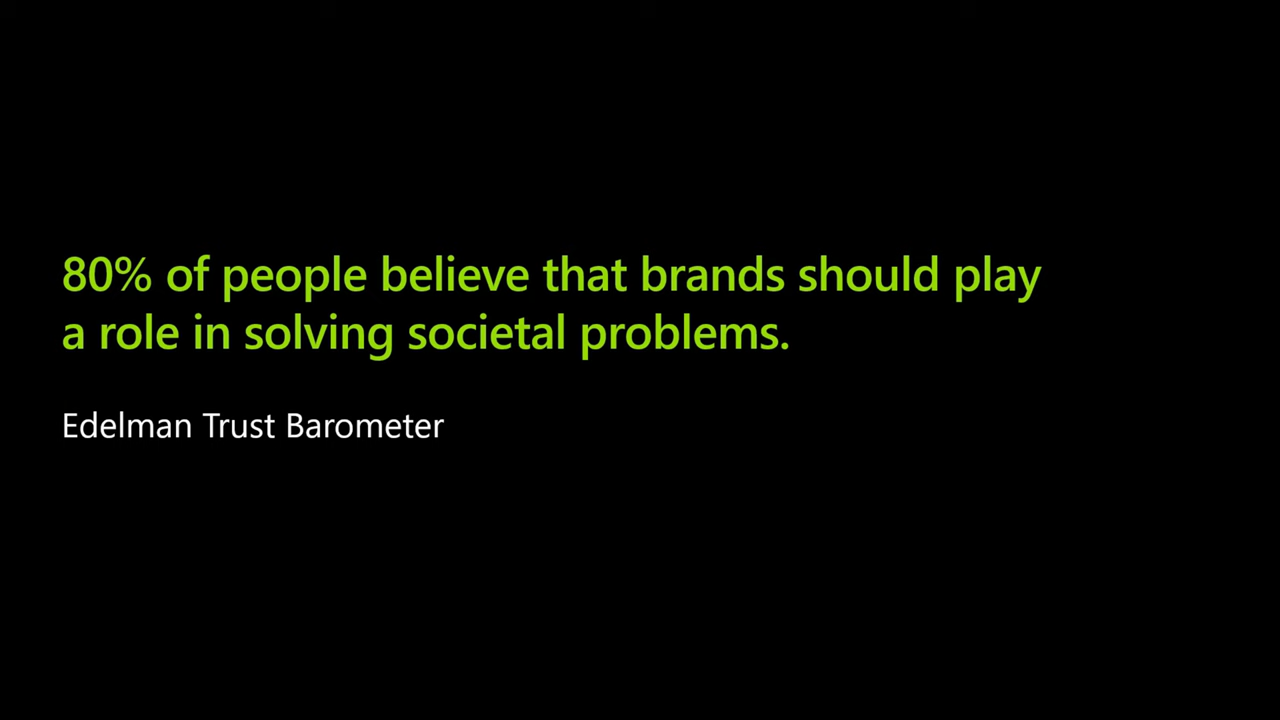 80% of people believe that brands should play
a role in solving societal problems.
Edelman Trust Barometer